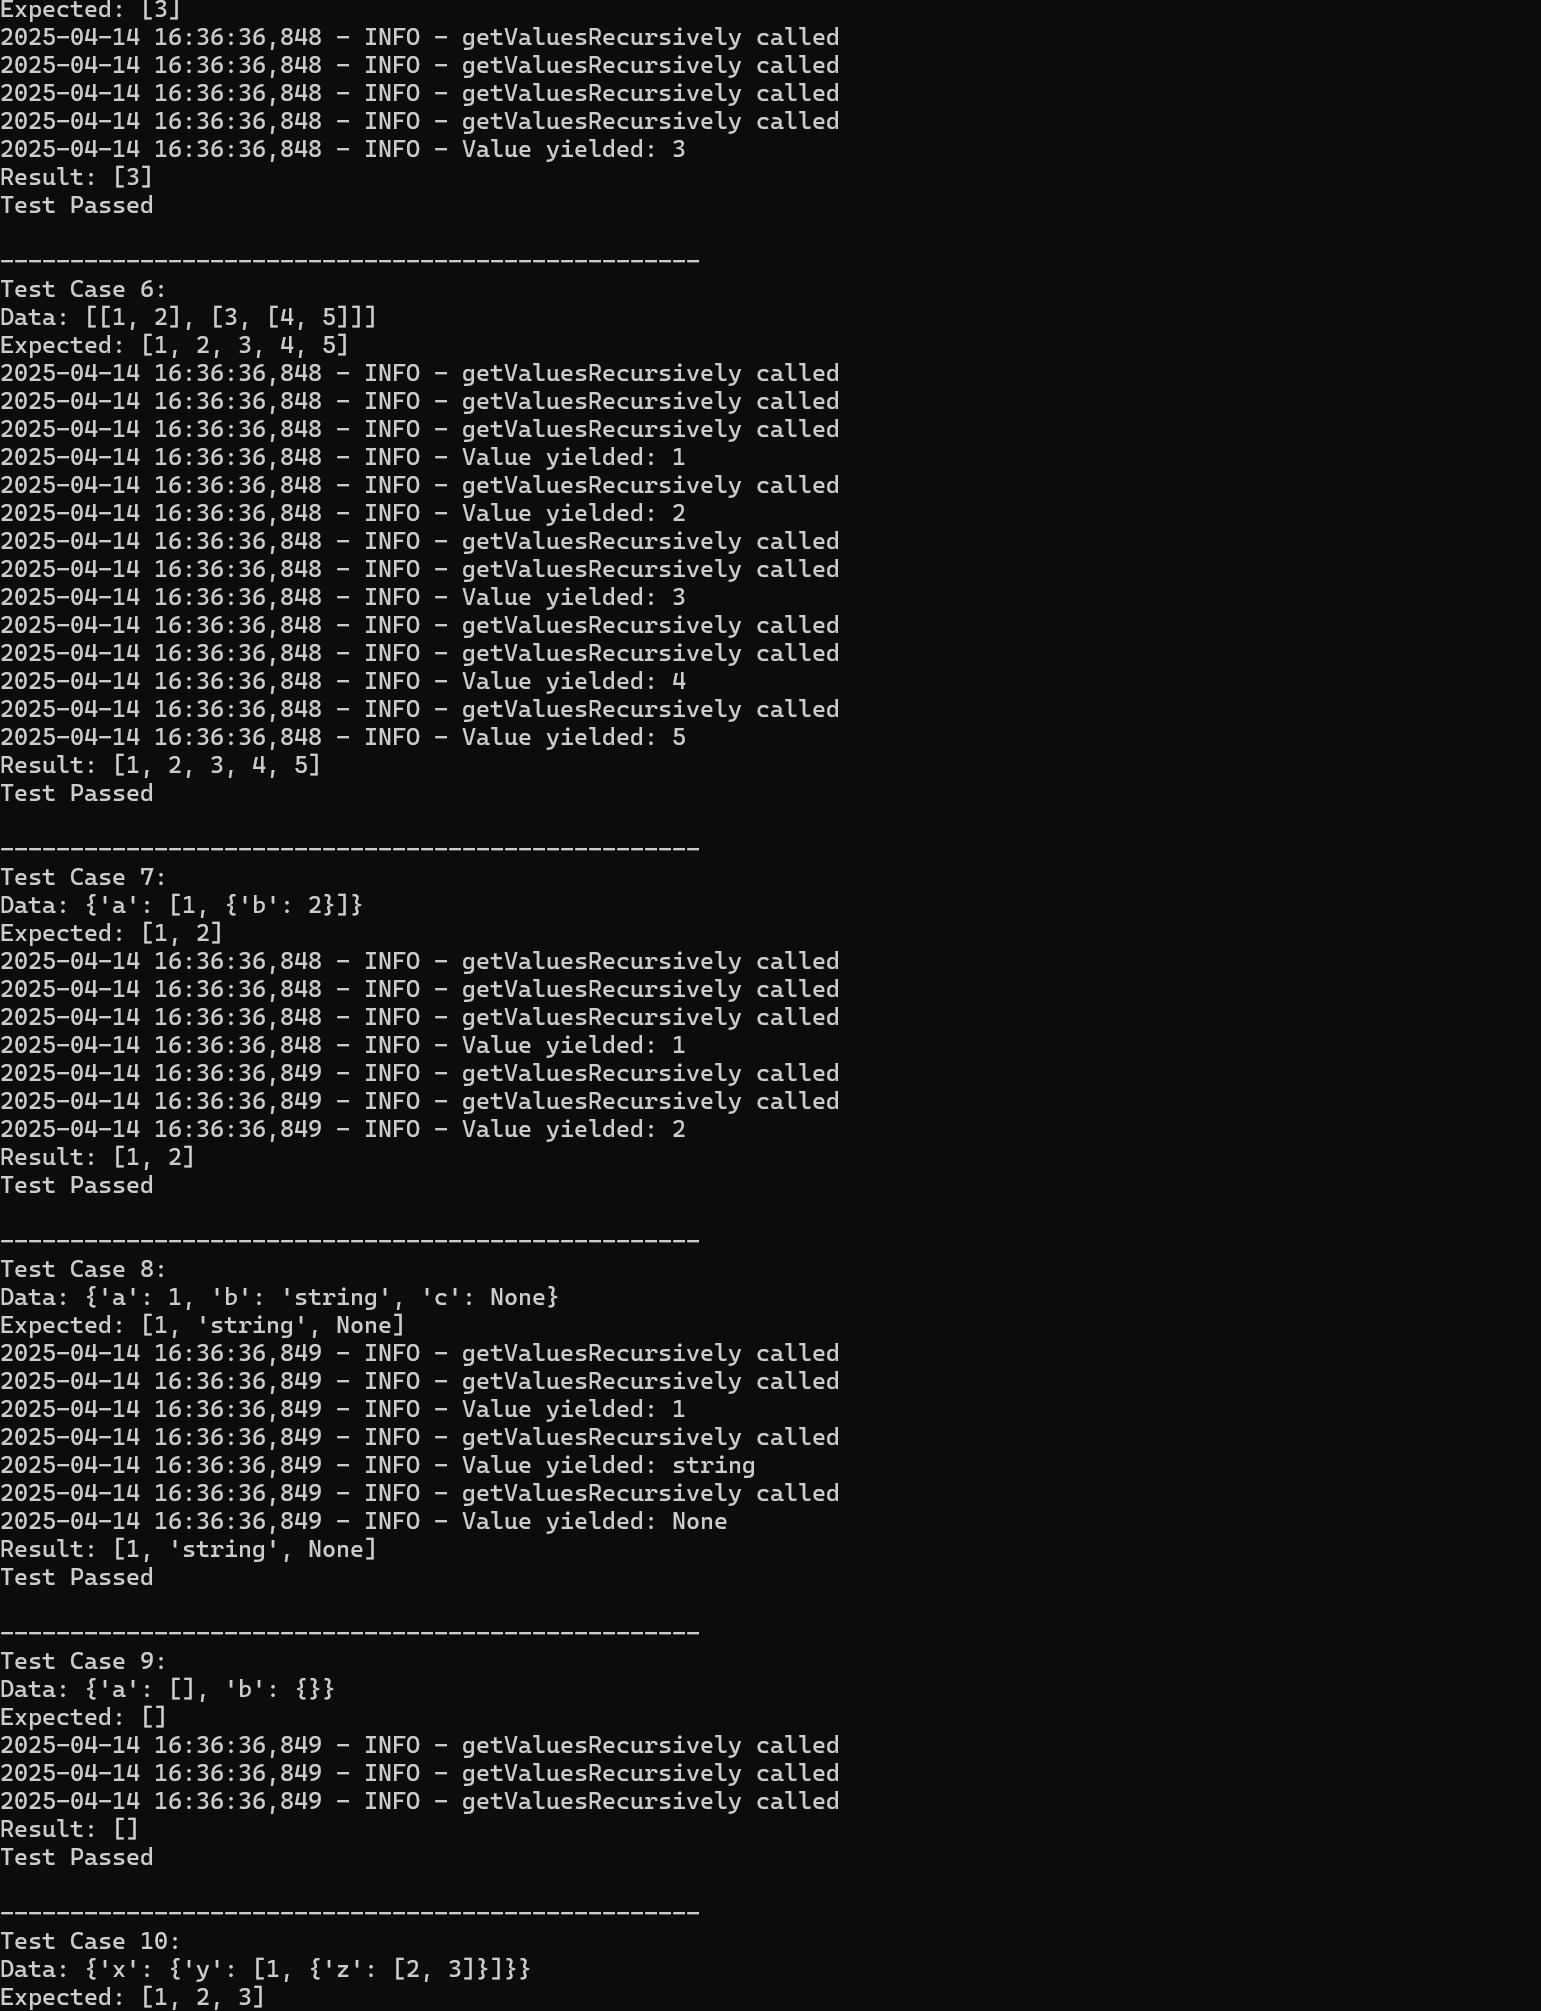 Expected: [3]
2025-04-14 16:36:36,848 - INFO - getValuesRecursively called
2025-04-14 16:36:36,848 - INFO - getValuesRecursively called
2025-04-14 16:36:36,848 - INFO - getValuesRecursively called
2025-04-14 16:36:36,848 - INFO - getValuesRecursively called
2025-04-14 16:36:36,848 - INFO - Value yielded: 3
Result: [3]
Test Passed

--------------------------------------------------
Test Case 6:
Data: [[1, 2], [3, [4, 5]]]
Expected: [1, 2, 3, 4, 5]
2025-04-14 16:36:36,848 - INFO - getValuesRecursively called
2025-04-14 16:36:36,848 - INFO - getValuesRecursively called
2025-04-14 16:36:36,848 - INFO - getValuesRecursively called
2025-04-14 16:36:36,848 - INFO - Value yielded: 1
2025-04-14 16:36:36,848 - INFO - getValuesRecursively called
2025-04-14 16:36:36,848 - INFO - Value yielded: 2
2025-04-14 16:36:36,848 - INFO - getValuesRecursively called
2025-04-14 16:36:36,848 - INFO - getValuesRecursively called
2025-04-14 16:36:36,848 - INFO - Value yielded: 3
2025-04-14 16:36:36,848 - INFO - getValuesRecursively called
2025-04-14 16:36:36,848 - INFO - getValuesRecursively called
2025-04-14 16:36:36,848 - INFO - Value yielded: 4
2025-04-14 16:36:36,848 - INFO - getValuesRecursively called
2025-04-14 16:36:36,848 - INFO - Value yielded: 5
Result: [1, 2, 3, 4, 5]
Test Passed

--------------------------------------------------
Test Case 7:
Data: {'a': [1, {'b': 2}]}
Expected: [1, 2]
2025-04-14 16:36:36,848 - INFO - getValuesRecursively called
2025-04-14 16:36:36,848 - INFO - getValuesRecursively called
2025-04-14 16:36:36,848 - INFO - getValuesRecursively called
2025-04-14 16:36:36,848 - INFO - Value yielded: 1
2025-04-14 16:36:36,849 - INFO - getValuesRecursively called
2025-04-14 16:36:36,849 - INFO - getValuesRecursively called
2025-04-14 16:36:36,849 - INFO - Value yielded: 2
Result: [1, 2]
Test Passed

--------------------------------------------------
Test Case 8:
Data: {'a': 1, 'b': 'string', 'c': None}
Expected: [1, 'string', None]
2025-04-14 16:36:36,849 - INFO - getValuesRecursively called
2025-04-14 16:36:36,849 - INFO - getValuesRecursively called
2025-04-14 16:36:36,849 - INFO - Value yielded: 1
2025-04-14 16:36:36,849 - INFO - getValuesRecursively called
2025-04-14 16:36:36,849 - INFO - Value yielded: string
2025-04-14 16:36:36,849 - INFO - getValuesRecursively called
2025-04-14 16:36:36,849 - INFO - Value yielded: None
Result: [1, 'string', None]
Test Passed

--------------------------------------------------
Test Case 9:
Data: {'a': [], 'b': {}}
Expected: []
2025-04-14 16:36:36,849 - INFO - getValuesRecursively called
2025-04-14 16:36:36,849 - INFO - getValuesRecursively called
2025-04-14 16:36:36,849 - INFO - getValuesRecursively called
Result: []
Test Passed

--------------------------------------------------
Test Case 10:
Data: {'x': {'y': [1, {'z': [2, 3]}]}}
Expected: [1, 2, 3]